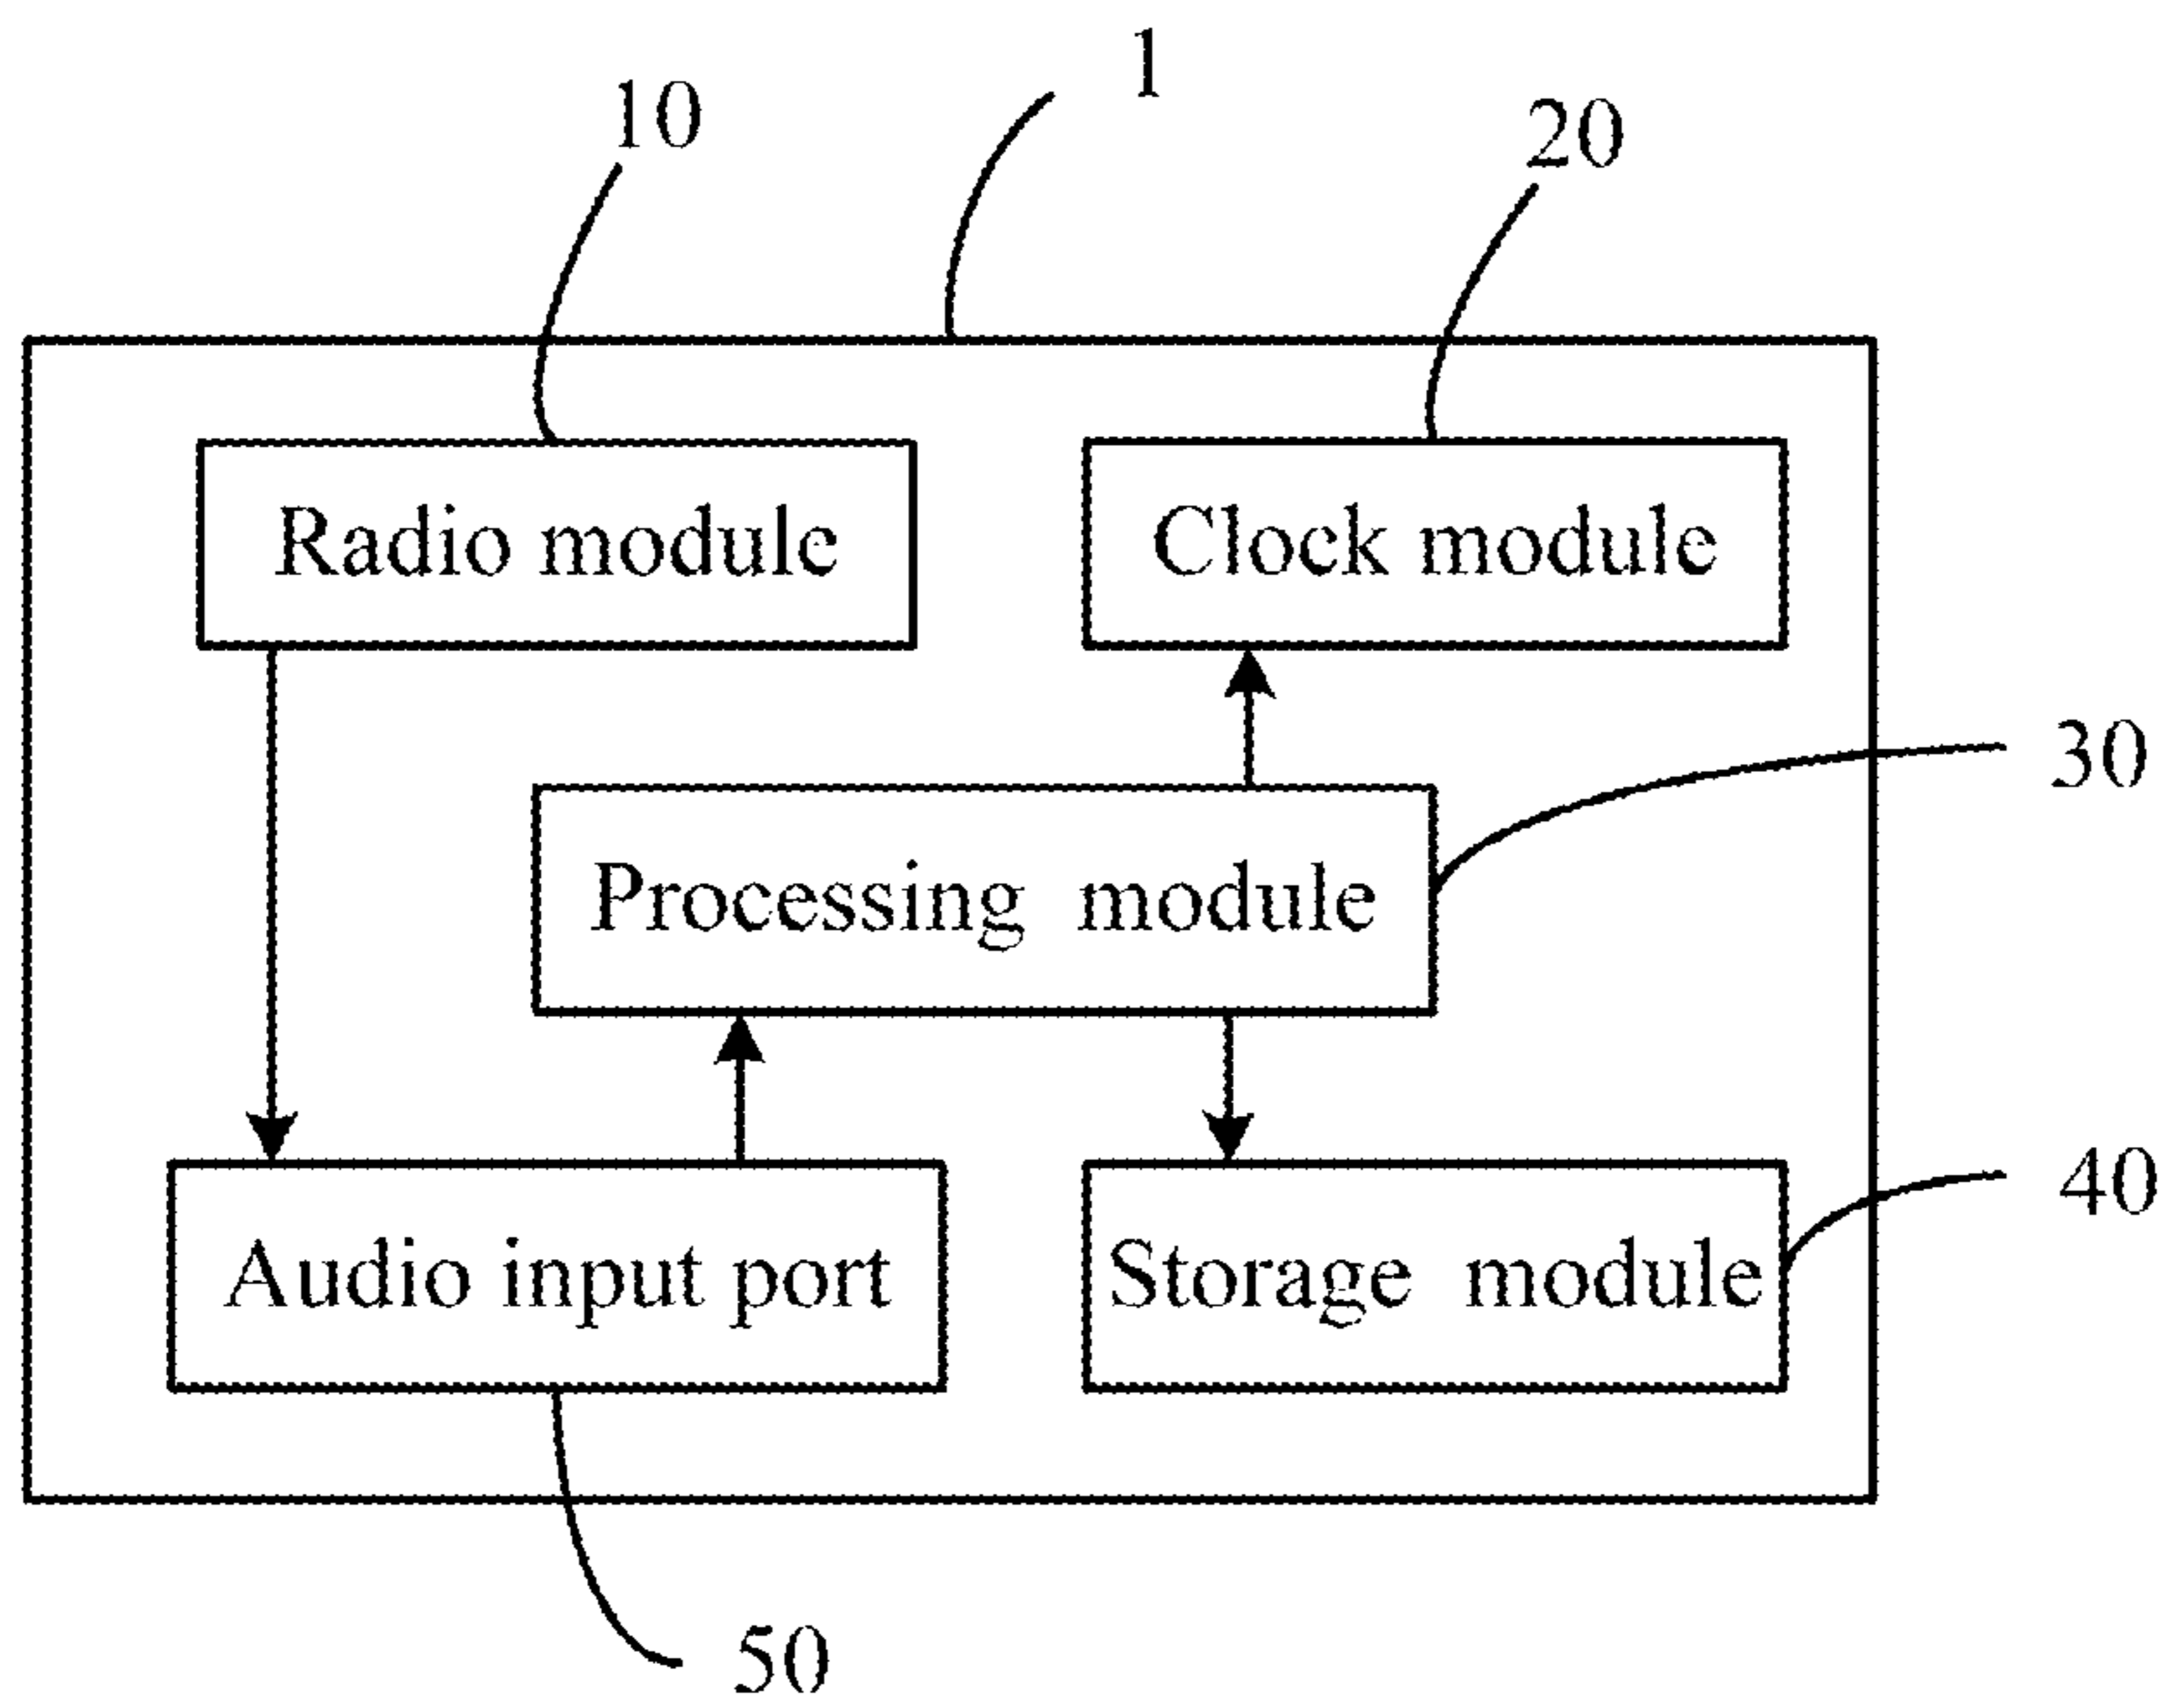 1
10
20
Radio module
Clock module
30
Processing module
40
Audio input port
Storage module
50